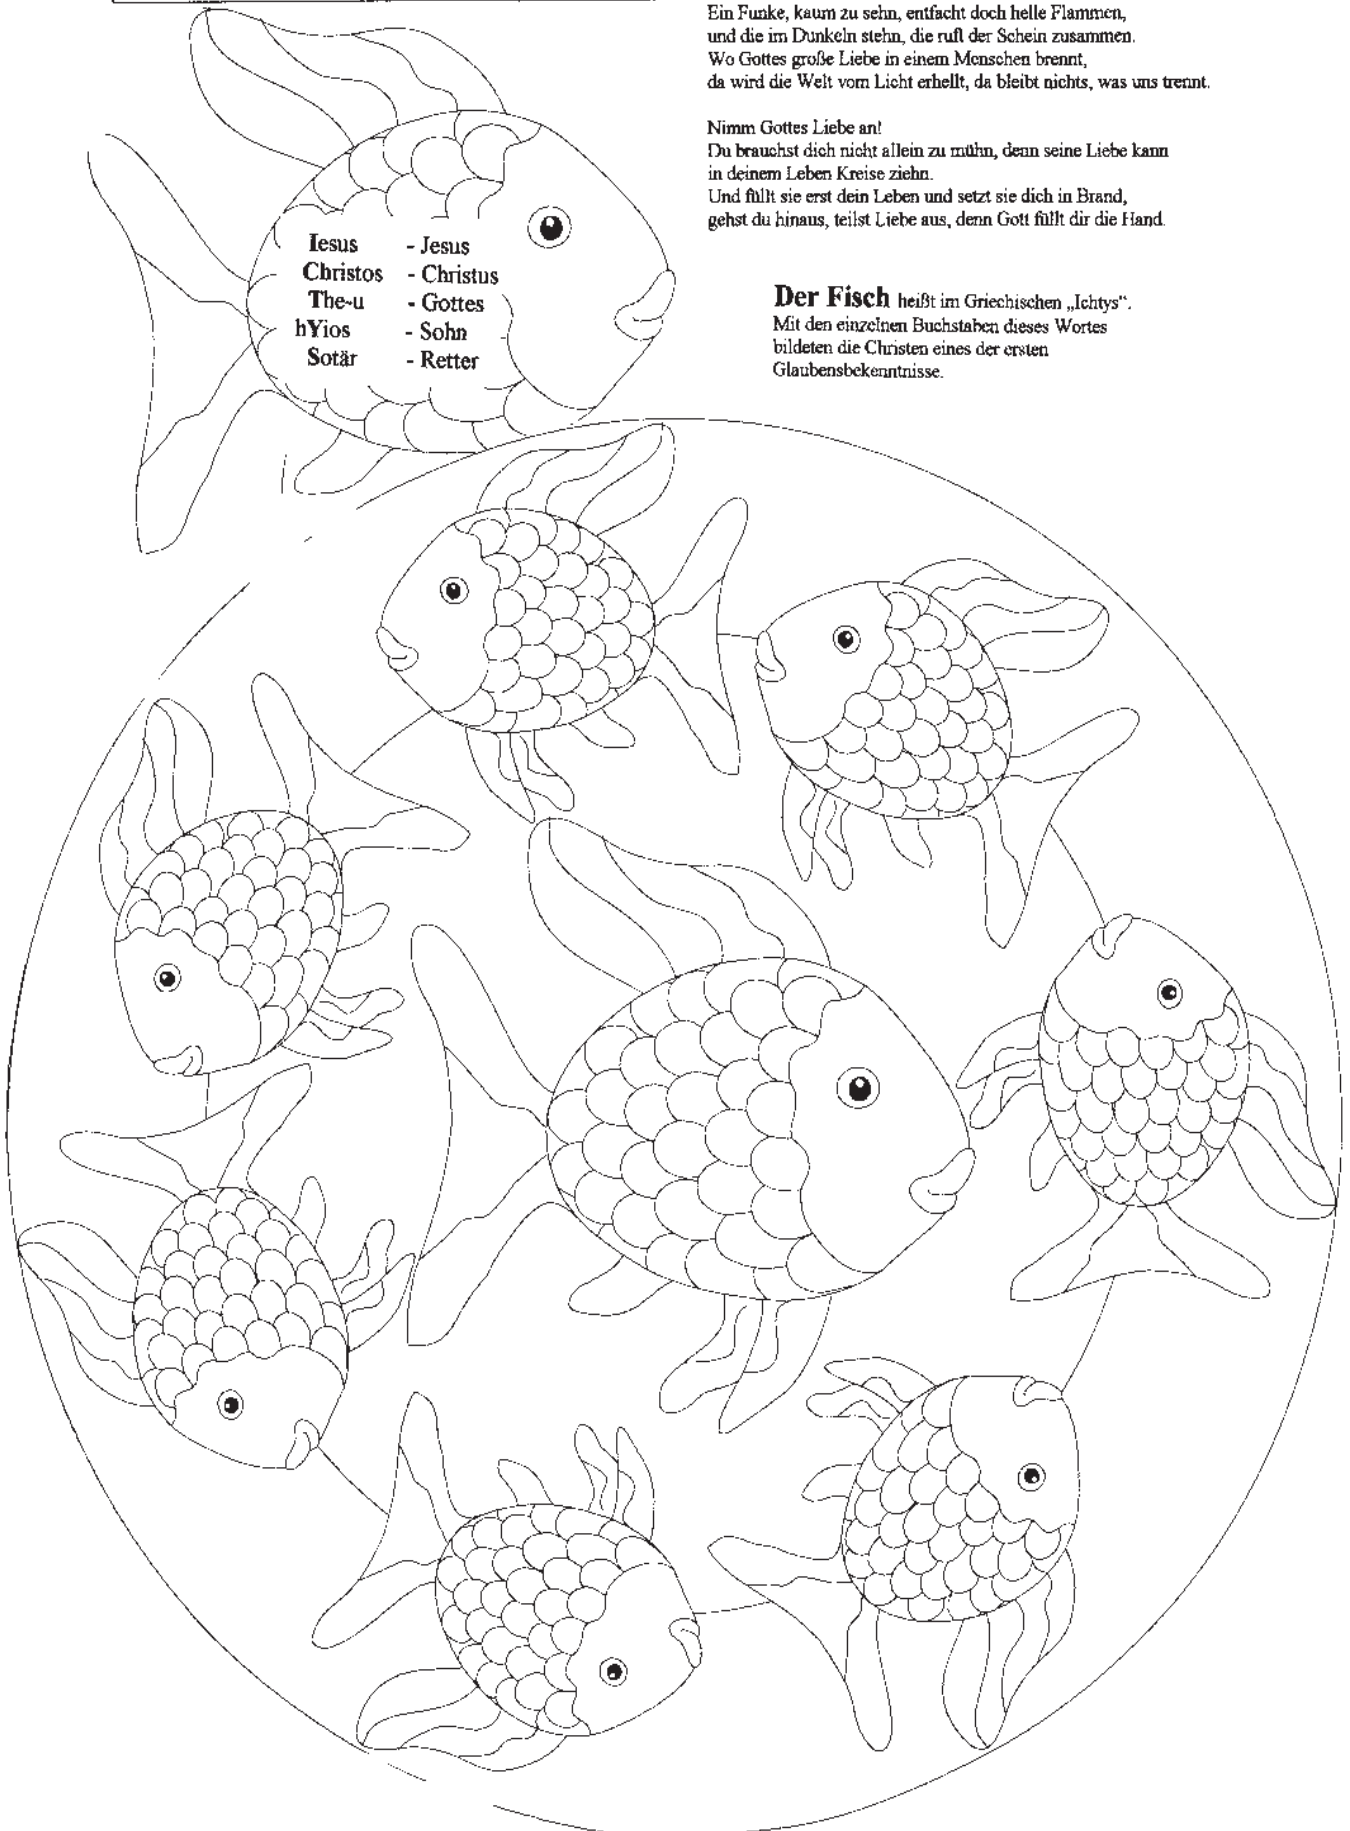 Ein Funke, kaum zu sehn, entfacht doch helle Flammen,
und die im Dunkeln stehn, die ruft der Schein zusammen.
Wo Gottes große Liebe in einem Menschen brennt,
da wird die Welt vom Licht erhellt, da bleibt nichts, was uns trennt.
Nimm Gottes Liebe an!
Du brauchst dich nicht allein zu mühn, denn seine Liebe kann
in deinem Leben Kreise ziehn.
Und füllt sie erst dein Leben und setzt sie dich in Brand,
gehst du hinaus, teilst Liebe aus, denn Gott füllt dir die Hand.
Iesus - Jesus
Christos - Christus
The~u - Gottes
hYios - Sohn
Sotär - Retter
Der Fisch heißt im Griechischen „Ichtys“.
Mit den einzelnen Buchstaben dieses Wortes
bildeten die Christen eines der ersten
Glaubensbekenntnisse.